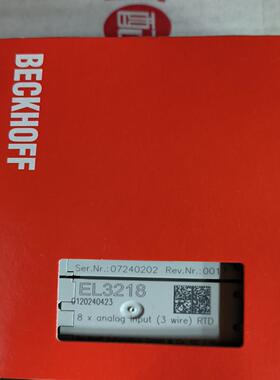 BECKHOFF
Ser.Nr.: 07240202 Rev.Nr.: 001
EL3218
0120240423
8 x analog input (3 wire) RTD